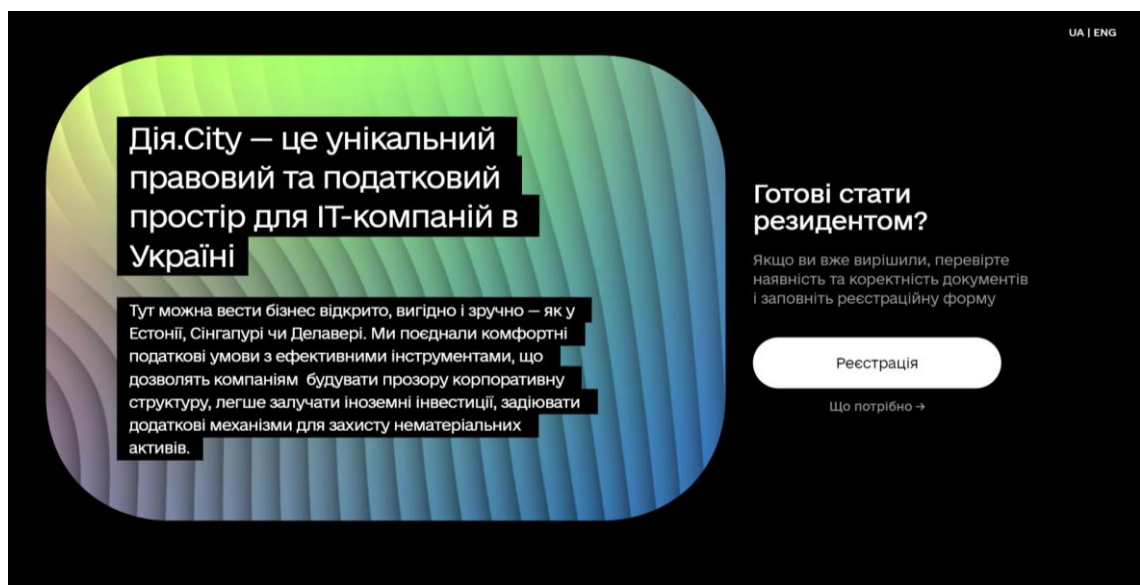 UA | ENG
Дія.City — це унікальний
правовий та податковий
простір для ІТ-компаній в
Україні
Тут можна вести бізнес відкрито, вигідно і зручно — як у
Естонії, Сінгапурі чи Делавері. Ми поєднали комфортні
податкові умови з ефективними інструментами, що
дозволять компаніям будувати прозору корпоративну
структуру, легше залучати іноземні інвестиції, задіювати
додаткові механізми для захисту нематеріальних
активів.
Готові стати
резидентом?
Якщо ви вже вирішили, перевірте
наявність та коректність документів
і заповніть реєстраційну форму
Реєстрація
Що потрібно →